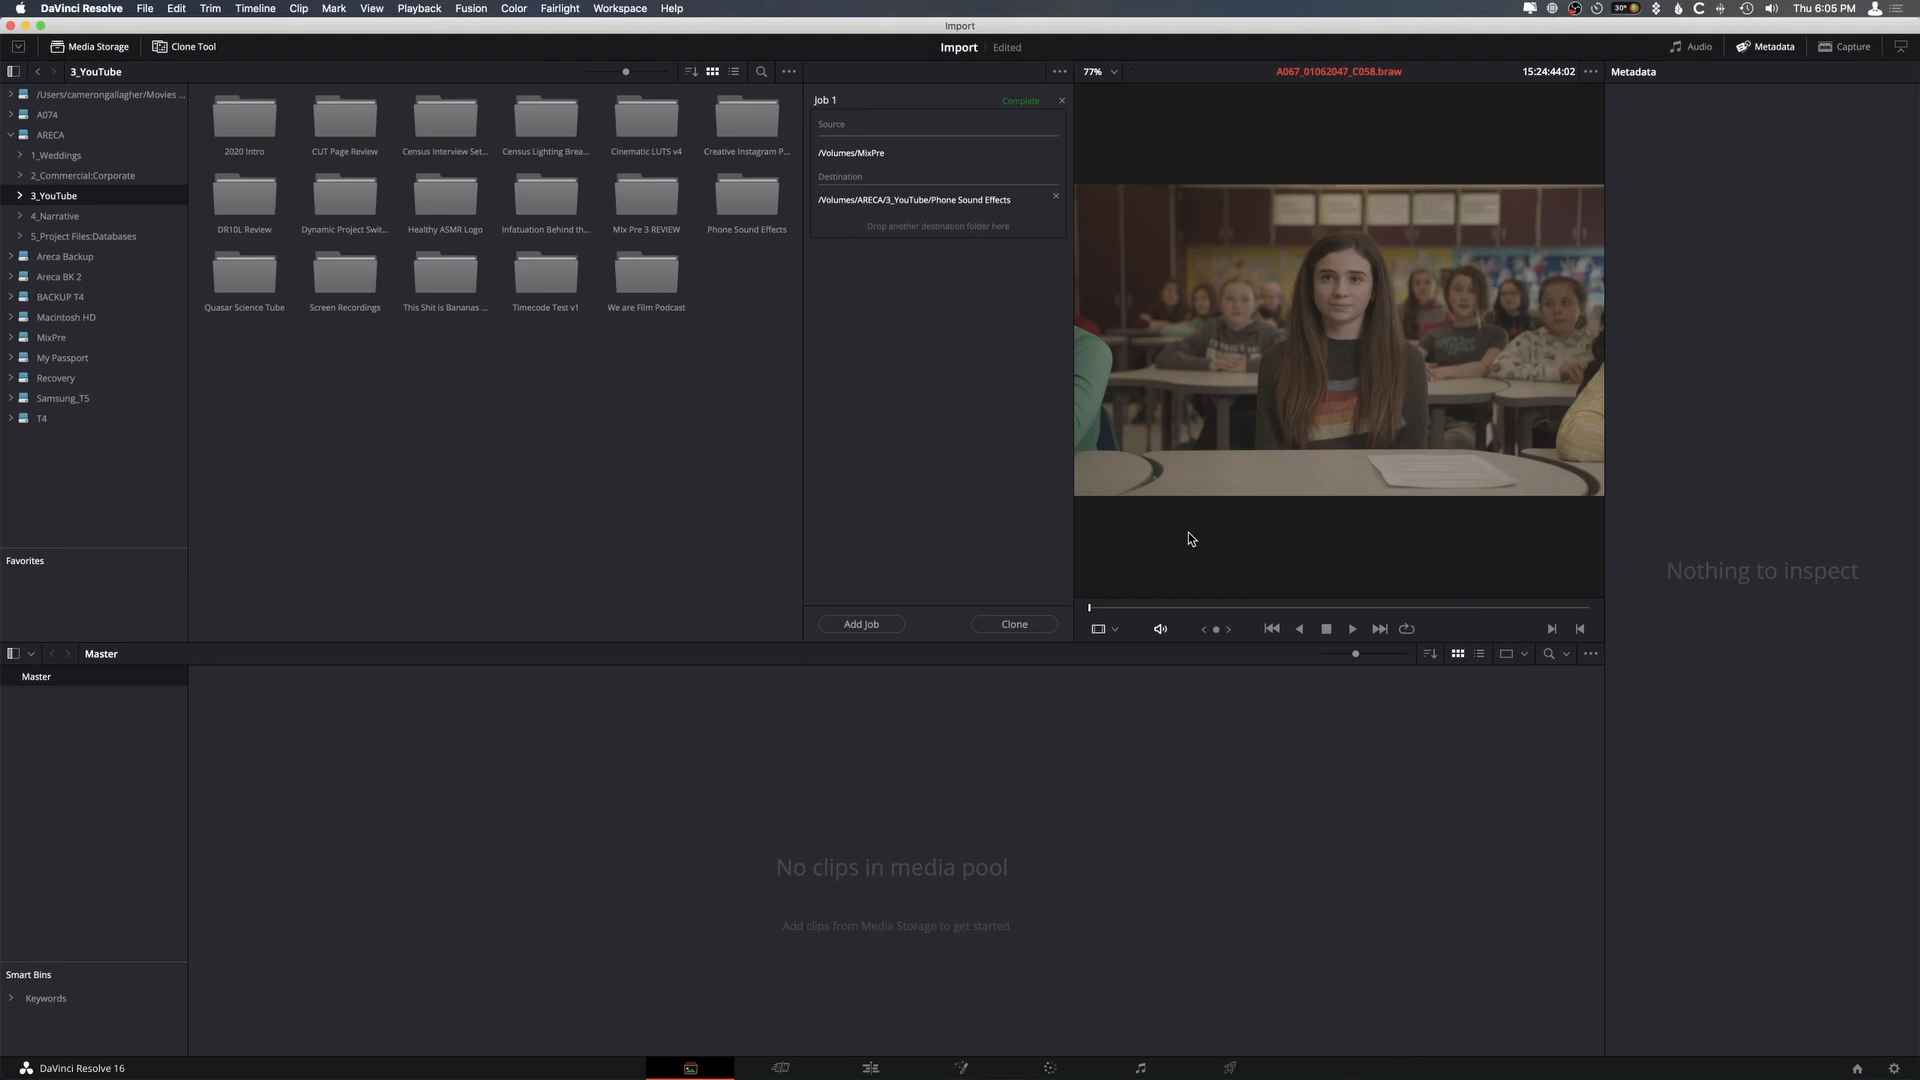 DaVinci Resolve File Edit Trim Timeline Clip Mark View Playback Fusion Color Fairlight Workspace Help
30° Thu 6:05 PM
Import
Media Storage Clone Tool Import Edited Audio Metadata Capture
3_YouTube 77% A067_01062047_C058.braw 15:24:44:02 Metadata
/Users/camerongallagher/Movies ...
A074
ARECA
1_Weddings
2_Commercial:Corporate
3_YouTube
4_Narrative
5_Project Files:Databases
Areca Backup
Areca BK 2
BACKUP T4
Macintosh HD
MixPre
My Passport
Recovery
Samsung_T5
T4
2020 Intro CUT Page Review Census Interview Set... Census Lighting Brea... Cinematic LUTS v4 Creative Instagram P...
DR10L Review Dynamic Project Swit... Healthy ASMR Logo Infatuation Behind th... MIx Pre 3 REVIEW Phone Sound Effects
Quasar Science Tube Screen Recordings This Shit is Bananas ... Timecode Test v1 We are Film Podcast
Job 1 Complete
Source
/Volumes/MixPre
Destination
/Volumes/ARECA/3_YouTube/Phone Sound Effects
Drop another destination folder here
Nothing to inspect
Favorites
Add Job Clone
Master
Master
No clips in media pool
Add clips from Media Storage to get started
Smart Bins
Keywords
DaVinci Resolve 16